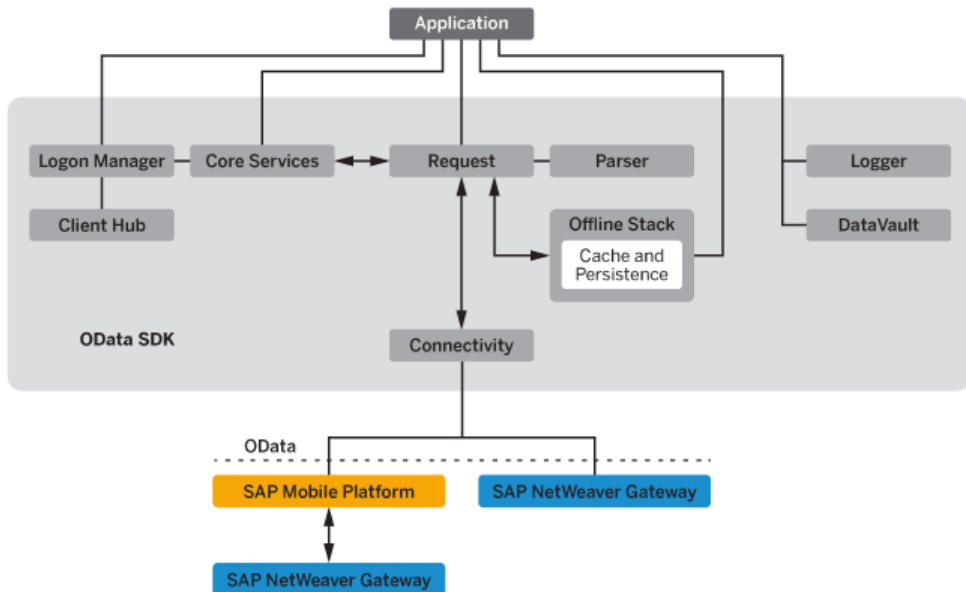 Application
Logon Manager
Core Services
Request
Parser
Logger
Client Hub
Offline Stack
Cache and
Persistence
DataVault
OData SDK
Connectivity
OData
SAP Mobile Platform
SAP NetWeaver Gateway
SAP NetWeaver Gateway